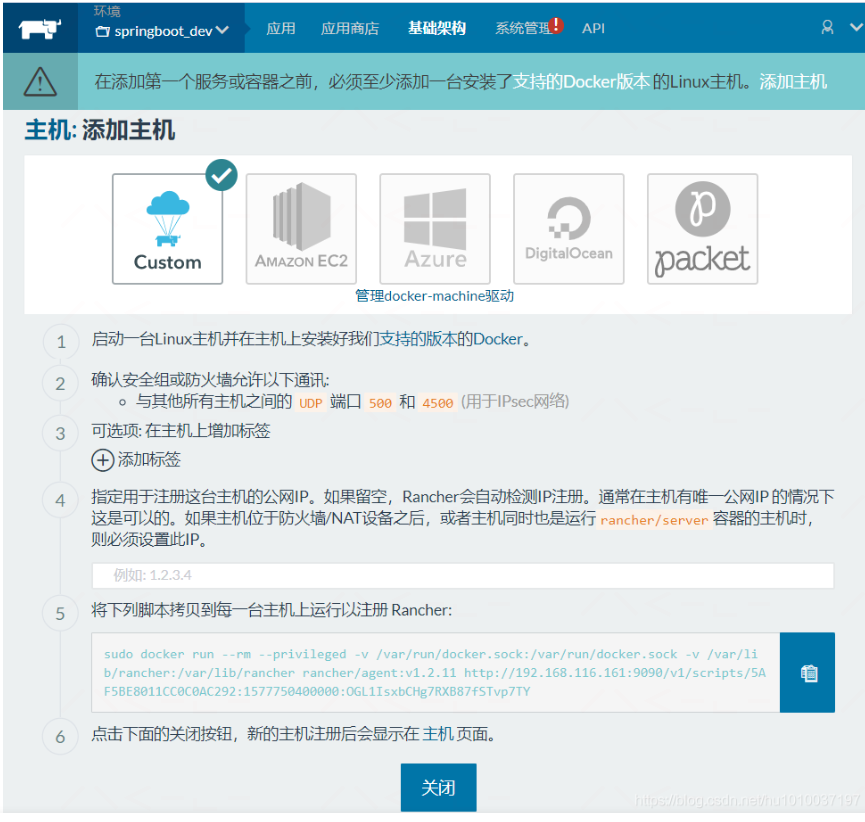 环境
springboot_dev 应用 应用商店 基础架构 系统管理 ! API
在添加第一个服务或容器之前，必须至少添加一台安装了支持的Docker版本 的Linux主机。添加主机
主机: 添加主机
Custom
AMAZON EC2
Azure
DigitalOcean
packet
管理docker-machine驱动
1 启动一台Linux主机并在主机上安装好我们支持的版本的Docker。
2 确认安全组或防火墙允许以下通讯:
与其他所有主机之间的 UDP 端口 500 和 4500 (用于IPsec网络)
3 可选项: 在主机上增加标签
添加标签
4 指定用于注册这台主机的公网IP。如果留空，Rancher会自动检测IP注册。通常在主机有唯一公网IP 的情况下
这是可以的。如果主机位于防火墙/NAT设备之后，或者主机同时也是运行 rancher/server 容器的主机时，
则必须设置此IP。
例如: 1.2.3.4
5 将下列脚本拷贝到每一台主机上运行以注册 Rancher:
sudo docker run --rm --privileged -v /var/run/docker.sock:/var/run/docker.sock -v /var/li
b/rancher:/var/lib/rancher rancher/agent:v1.2.11 http://192.168.116.161:9090/v1/scripts/5A
F5BE8011CC0C0AC292:1577750400000:OGL1IsxbCHg7RXB87fSTvp7TY
6 点击下面的关闭按钮，新的主机注册后会显示在 主机 页面。
关闭
https://blog.csdn.net/hu1010037197